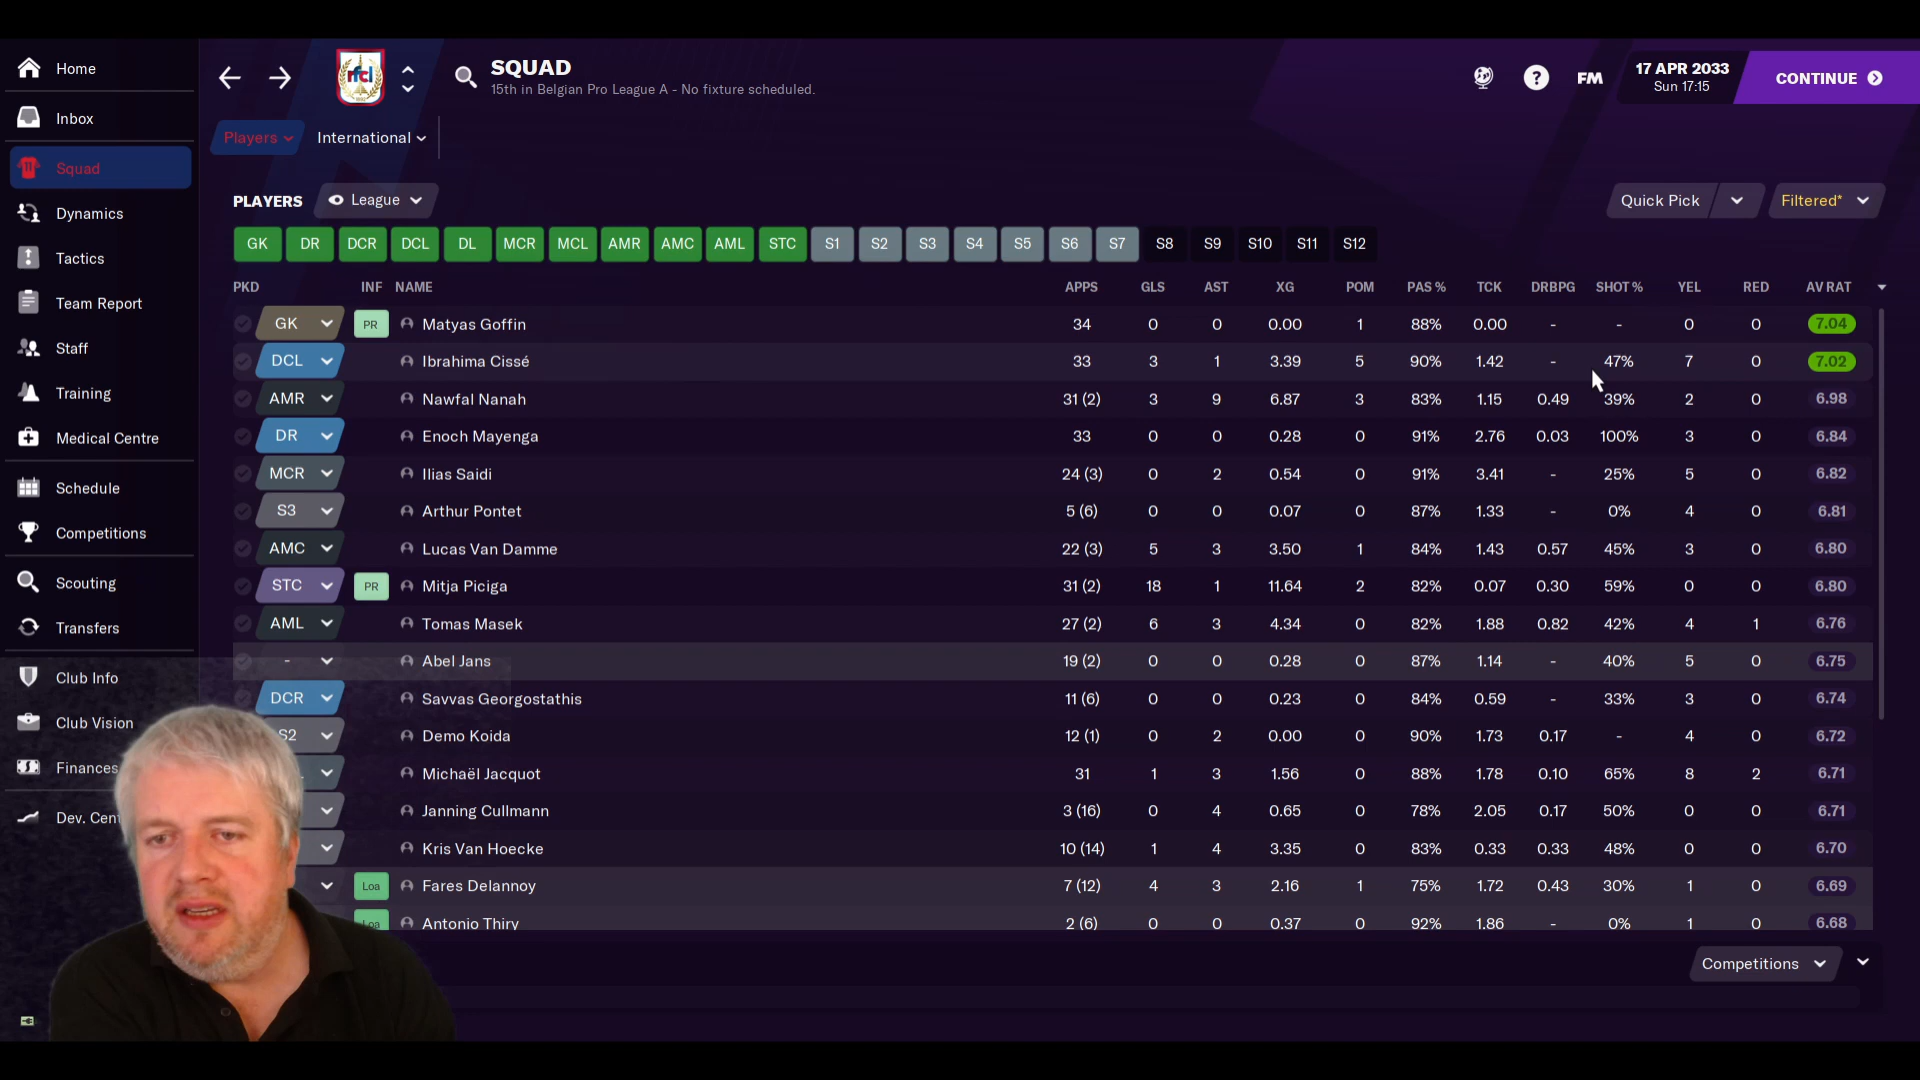 Home
Inbox
Squad
Dynamics
Tactics
Team Report
Staff
Training
Medical Centre
Schedule
Competitions
Scouting
Transfers
Club Info
Club Vision
Finances
Dev. Cen
rfcl
SQUAD
15th in Belgian Pro League A - No fixture scheduled.
FM
17 APR 2033
Sun 17:15
CONTINUE
Players International
PLAYERS League Quick Pick Filtered*
GK DR DCR DCL DL MCR MCL AMR AMC AML STC S1 S2 S3 S4 S5 S6 S7 S8 S9 S10 S11 S12
PKD INF NAME APPS GLS AST XG POM PAS % TCK DRBPG SHOT % YEL RED AV RAT
GK PR Matyas Goffin 34 0 0 0.00 1 88% 0.00 - - 0 0 7.04
DCL Ibrahima Cissé 33 3 1 3.39 5 90% 1.42 - 47% 7 0 7.02
AMR Nawfal Nanah 31 (2) 3 9 6.87 3 83% 1.15 0.49 39% 2 0 6.98
DR Enoch Mayenga 33 0 0 0.28 0 91% 2.76 0.03 100% 3 0 6.84
MCR Ilias Saidi 24 (3) 0 2 0.54 0 91% 3.41 - 25% 5 0 6.82
S3 Arthur Pontet 5 (6) 0 0 0.07 0 87% 1.33 - 0% 4 0 6.81
AMC Lucas Van Damme 22 (3) 5 3 3.50 1 84% 1.43 0.57 45% 3 0 6.80
STC PR Mitja Piciga 31 (2) 18 1 11.64 2 82% 0.07 0.30 59% 0 0 6.80
AML Tomas Masek 27 (2) 6 3 4.34 0 82% 1.88 0.82 42% 4 1 6.76
- Abel Jans 19 (2) 0 0 0.28 0 87% 1.14 - 40% 5 0 6.75
DCR Savvas Georgostathis 11 (6) 0 0 0.23 0 84% 0.59 - 33% 3 0 6.74
S2 Demo Koida 12 (1) 0 2 0.00 0 90% 1.73 0.17 - 4 0 6.72
Michaël Jacquot 31 1 3 1.56 0 88% 1.78 0.10 65% 8 2 6.71
Janning Cullmann 3 (16) 0 4 0.65 0 78% 2.05 0.17 50% 0 0 6.71
Kris Van Hoecke 10 (14) 1 4 3.35 0 83% 0.33 0.33 48% 0 0 6.70
Loa Fares Delannoy 7 (12) 4 3 2.16 1 75% 1.72 0.43 30% 1 0 6.69
Loa Antonio Thiry 2 (6) 0 0 0.37 0 92% 1.86 - 0% 1 0 6.68
Competitions